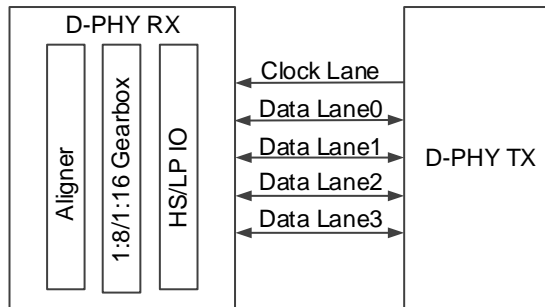 D-PHY RX
Aligner
1:8/1:16 Gearbox
HS/LP IO
Clock Lane
Data Lane0
Data Lane1
Data Lane2
Data Lane3
D-PHY TX